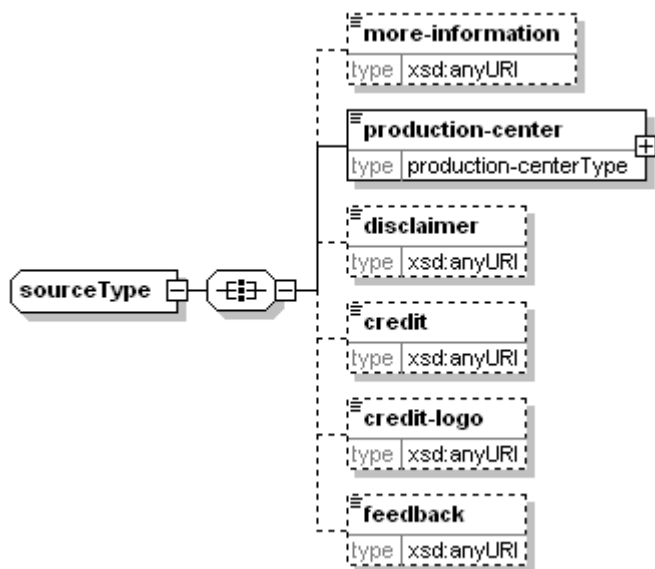 more-information
type xsd:anyURI
production-center
type production-centerType
disclaimer
type xsd:anyURI
sourceType
credit
type xsd:anyURI
credit-logo
type xsd:anyURI
feedback
type xsd:anyURI